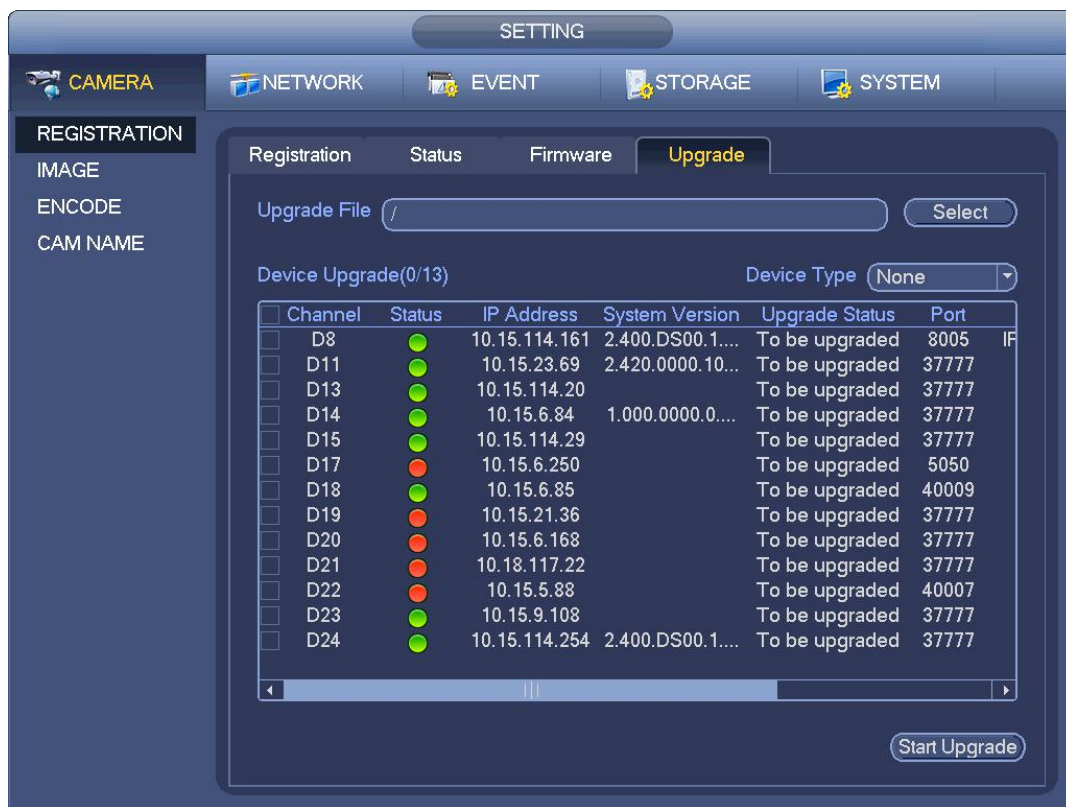 SETTING
CAMERA NETWORK EVENT STORAGE SYSTEM
REGISTRATION
IMAGE
ENCODE
CAM NAME
Registration Status Firmware Upgrade
Upgrade File / Select
Device Upgrade(0/13) Device Type None
Channel Status IP Address System Version Upgrade Status Port
D8 10.15.114.161 2.400.DS00.1.... To be upgraded 8005 IF
D11 10.15.23.69 2.420.0000.10... To be upgraded 37777
D13 10.15.114.20 To be upgraded 37777
D14 10.15.6.84 1.000.0000.0.... To be upgraded 37777
D15 10.15.114.29 To be upgraded 37777
D17 10.15.6.250 To be upgraded 5050
D18 10.15.6.85 To be upgraded 40009
D19 10.15.21.36 To be upgraded 37777
D20 10.15.6.168 To be upgraded 37777
D21 10.18.117.22 To be upgraded 37777
D22 10.15.5.88 To be upgraded 40007
D23 10.15.9.108 To be upgraded 37777
D24 10.15.114.254 2.400.DS00.1.... To be upgraded 37777
Start Upgrade